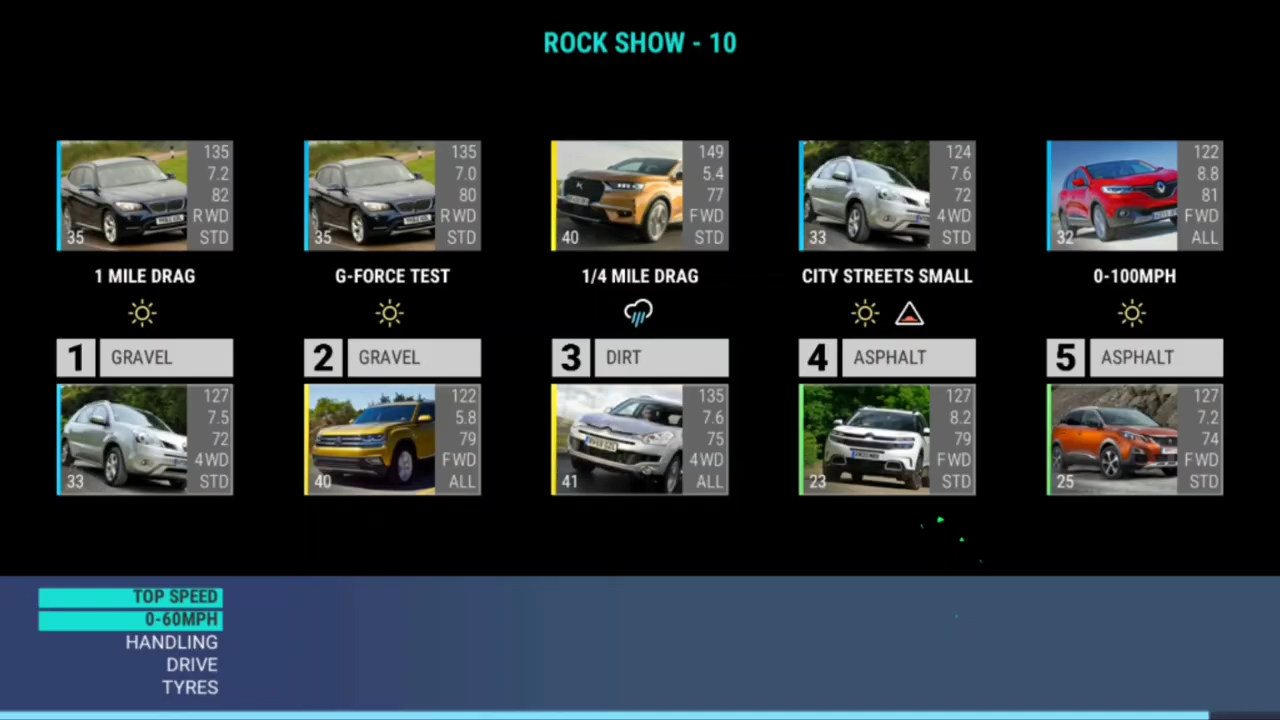 ROCK SHOW - 10
135
7.2
82
RWD
35
STD
135
7.0
80
RWD
35
STD
149
5.4
77
FWD
40
STD
124
7.6
72
4WD
33
STD
122
8.8
81
FWD
32
ALL
1 MILE DRAG
G-FORCE TEST
1/4 MILE DRAG
CITY STREETS SMALL
0-100MPH
1 GRAVEL
2 GRAVEL
3 DIRT
4 ASPHALT
5 ASPHALT
127
7.5
72
4WD
33
STD
122
5.8
79
FWD
40
ALL
135
7.6
75
4WD
41
ALL
127
8.2
79
FWD
23
STD
127
7.2
74
FWD
25
STD
TOP SPEED
0-60MPH
HANDLING
DRIVE
TYRES